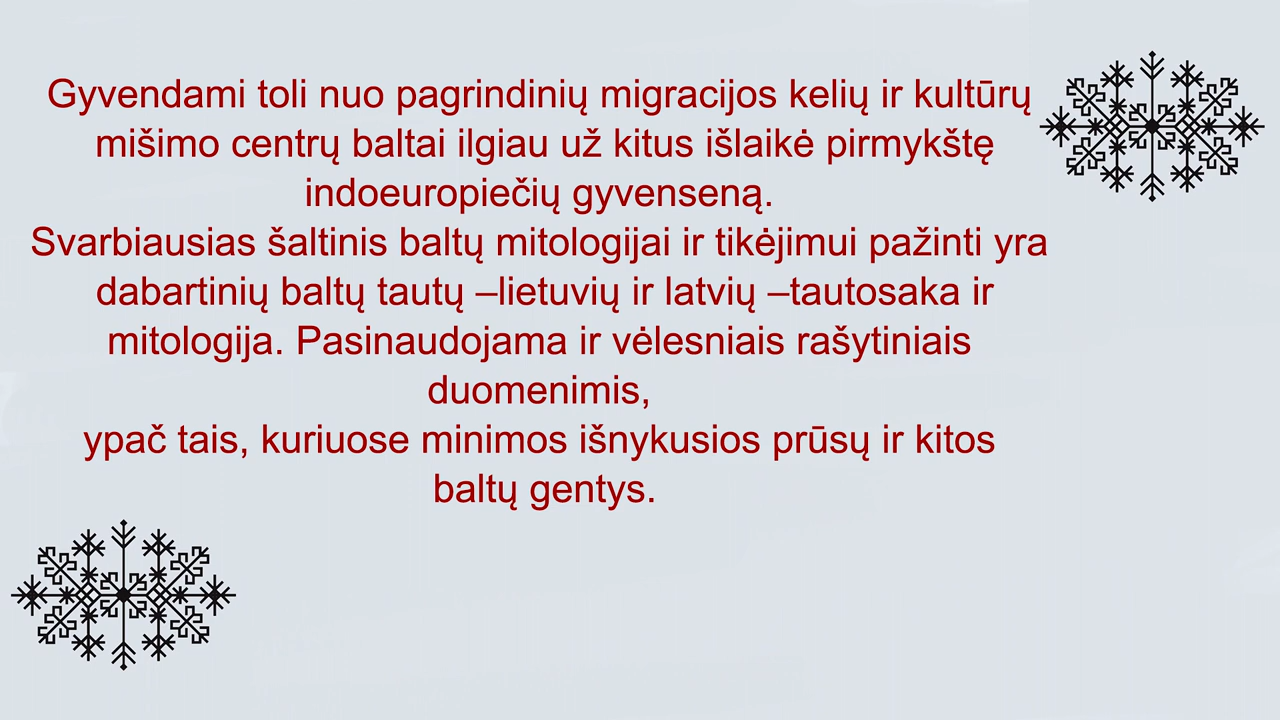 Gyvendami toli nuo pagrindinių migracijos kelių ir kultūrų
mišimo centrų baltai ilgiau už kitus išlaikė pirmykštę
indoeuropiečių gyvenseną.
Svarbiausias šaltinis baltų mitologijai ir tikėjimui pažinti yra
dabartinių baltų tautų –lietuvių ir latvių –tautosaka ir
mitologija. Pasinaudojama ir vėlesniais rašytiniais
duomenimis,
ypač tais, kuriuose minimos išnykusios prūsų ir kitos
baltų gentys.